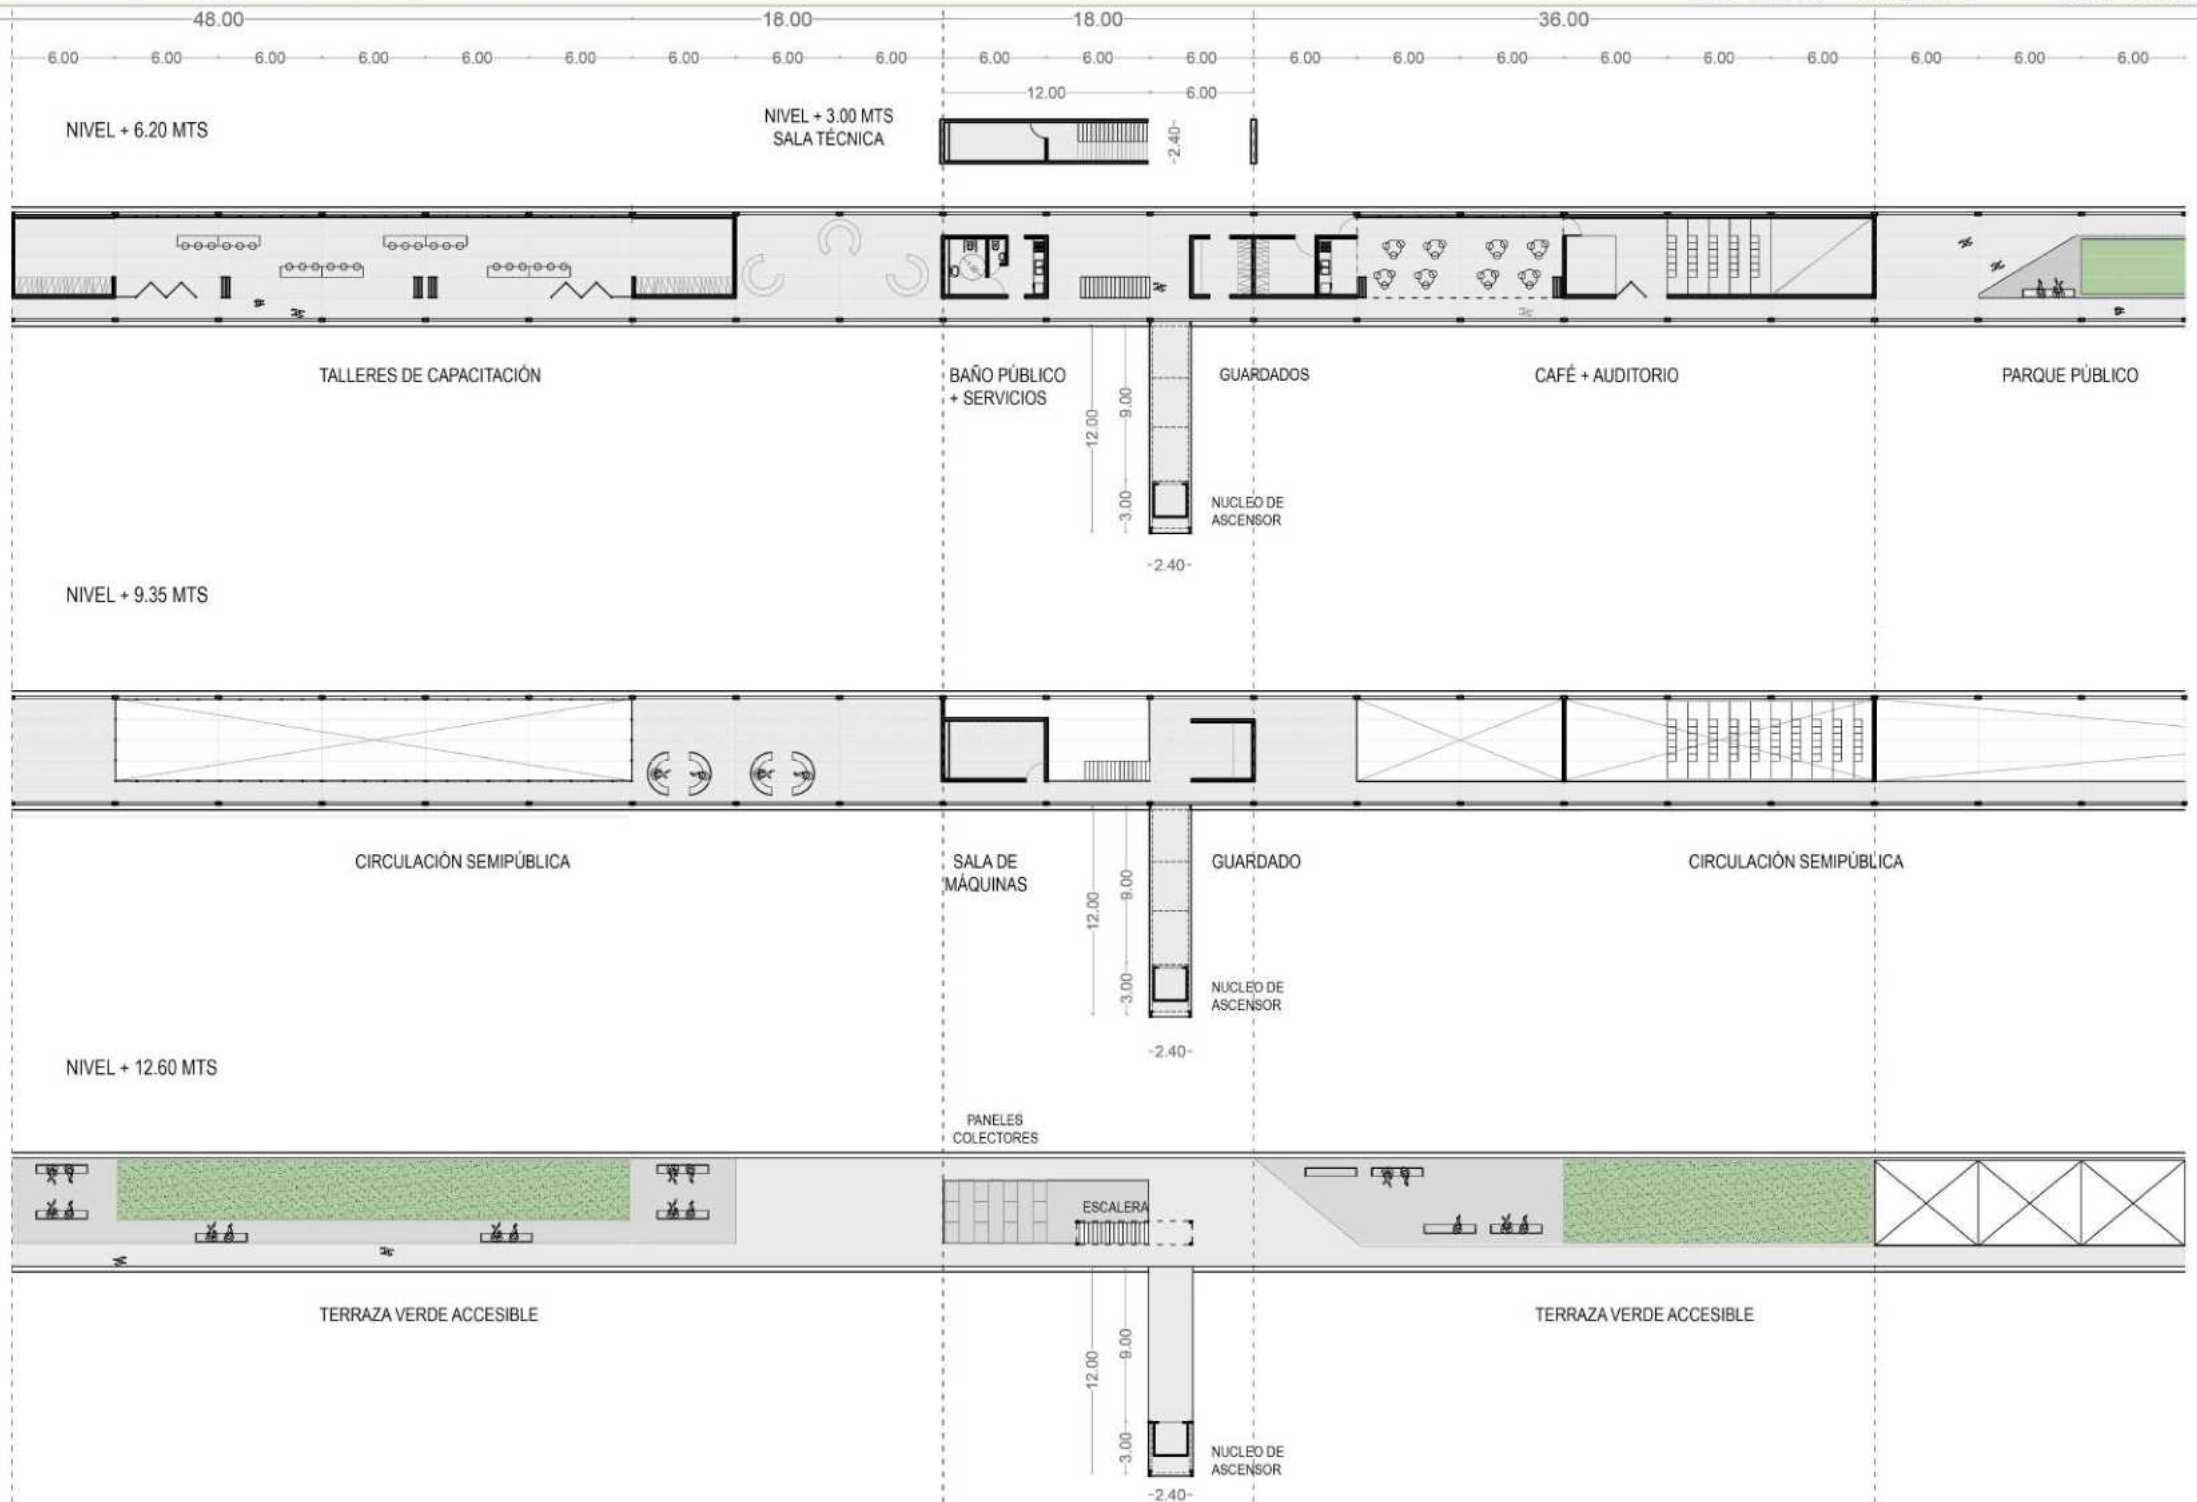 48.00 18.00 18.00 36.00
6.00 6.00 6.00 6.00 6.00 6.00 6.00 6.00 6.00 6.00 6.00 6.00 6.00 6.00 6.00 6.00 6.00 6.00 6.00 6.00 6.00
12.00 6.00
NIVEL + 6.20 MTS
NIVEL + 3.00 MTS
SALA TÉCNICA
2.40
TALLERES DE CAPACITACIÓN
BAÑO PÚBLICO
+ SERVICIOS
GUARDADOS
CAFÉ + AUDITORIO
PARQUE PÚBLICO
12.00
9.00
3.00
NUCLEO DE
ASCENSOR
2.40
NIVEL + 9.35 MTS
CIRCULACIÓN SEMIPÚBLICA
SALA DE
MÁQUINAS
GUARDADO
CIRCULACIÓN SEMIPÚBLICA
12.00
9.00
3.00
NUCLEO DE
ASCENSOR
2.40
NIVEL + 12.60 MTS
PANELES
COLECTORES
ESCALERA
TERRAZA VERDE ACCESIBLE
TERRAZA VERDE ACCESIBLE
12.00
9.00
3.00
NUCLEO DE
ASCENSOR
2.40